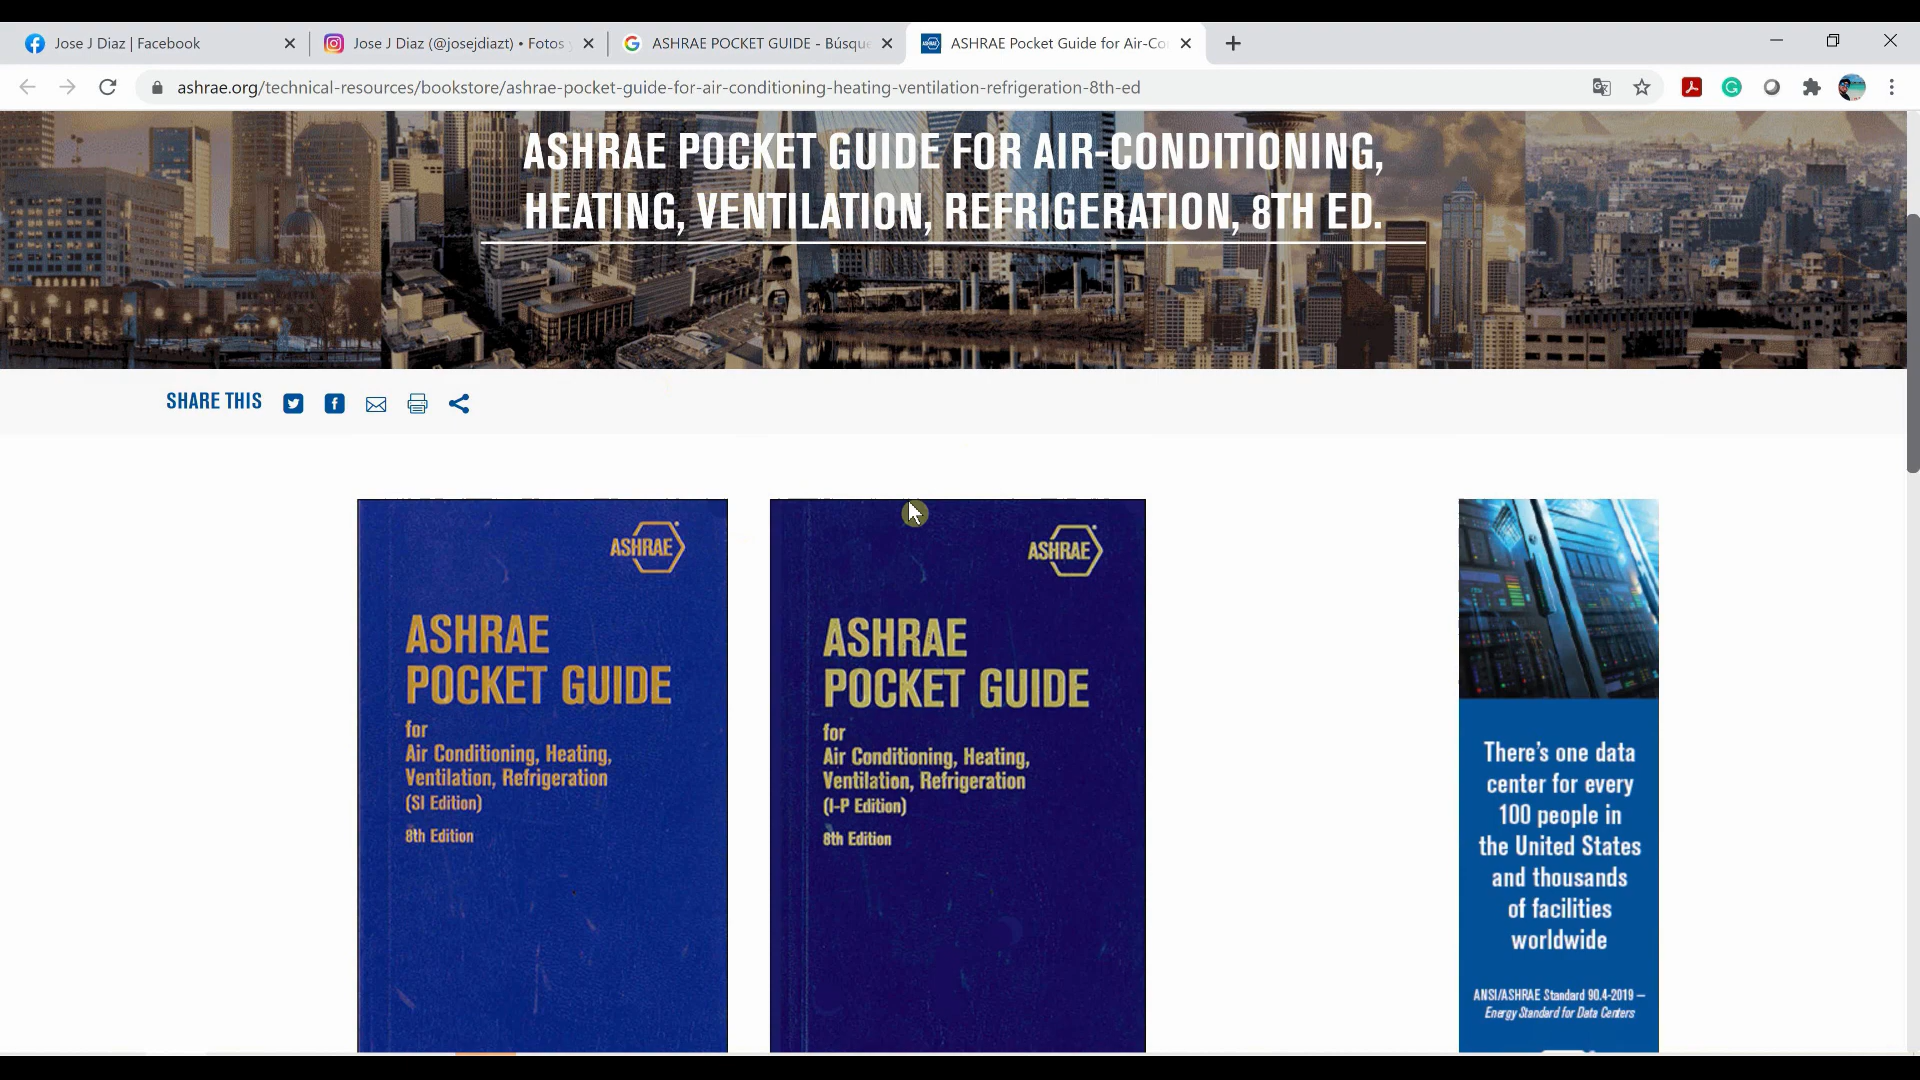 Jose J Diaz | Facebook
Jose J Diaz (@josejdiazt) • Fotos
ASHRAE POCKET GUIDE - Búsqu
ASHRAE Pocket Guide for Air-Co
ashrae.org/technical-resources/bookstore/ashrae-pocket-guide-for-air-conditioning-heating-ventilation-refrigeration-8th-ed
ASHRAE POCKET GUIDE FOR AIR-CONDITIONING,
HEATING, VENTILATION, REFRIGERATION, 8TH ED.
SHARE THIS
ASHRAE
ASHRAE
POCKET GUIDE
for
Air Conditioning, Heating,
Ventilation, Refrigeration
(SI Edition)
8th Edition
ASHRAE
ASHRAE
POCKET GUIDE
for
Air Conditioning, Heating,
Ventilation, Refrigeration
(I-P Edition)
8th Edition
There's one data
center for every
100 people in
the United States
and thousands
of facilities
worldwide
ANSI/ASHRAE Standard 90.4-2019 —
Energy Standard for Data Centers